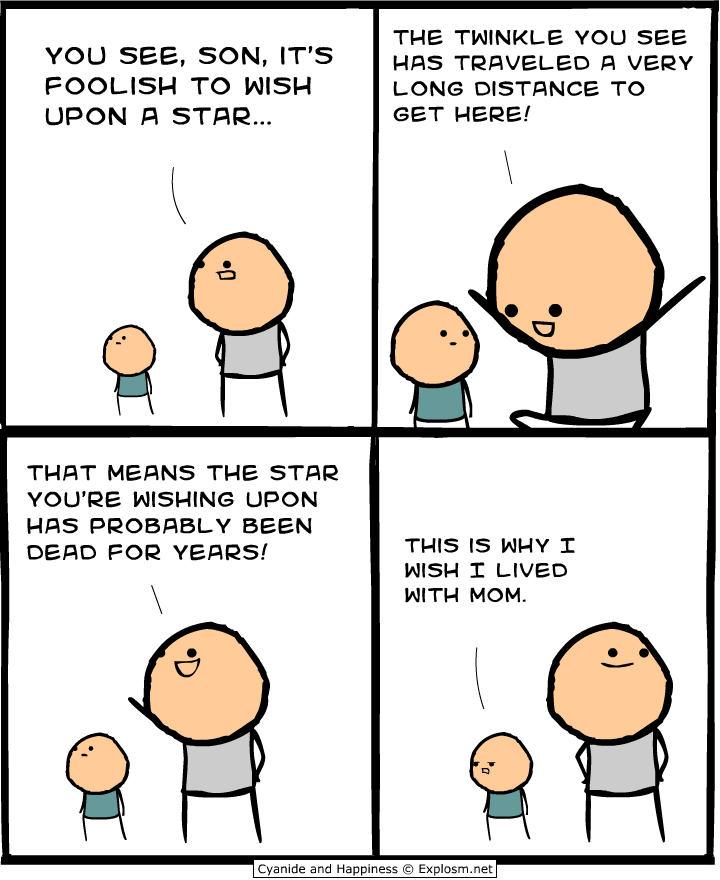 YOU SEE, SON, IT'S
FOOLISH TO WISH
UPON A STAR...
THE TWINKLE YOU SEE
HAS TRAVELED A VERY
LONG DISTANCE TO
GET HERE!
THAT MEANS THE STAR
YOU'RE WISHING UPON
HAS PROBABLY BEEN
DEAD FOR YEARS!
THIS IS WHY I
WISH I LIVED
WITH MOM.
Cyanide and Happiness © Explosm.net